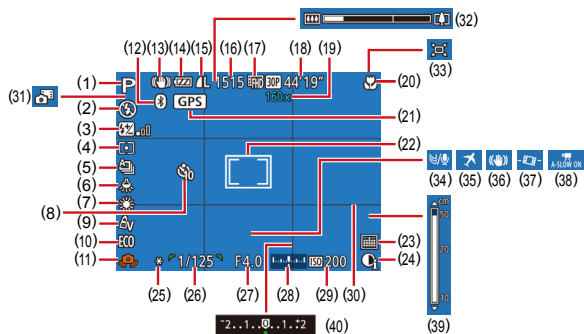 (32)
(12) (13) (14) (15) (16) (17) (18) (19)
(31) (1) P L 1515 FHD 30P 44'19" (20) (33)
160x
(2) GPS (21)
(3)
(4) (22)
(5) (34) (35) (36) (37) (38)
A-SLOW ON
(6)
(7) (8) 10
(9) Av cm 50
(10) ECO (23) 20
(11) 1/125 F4.0 ISO 200 (24) 10
(25) (26) (27) (28) (29) (30) (39)
-2..1..0..1..+2 (40)